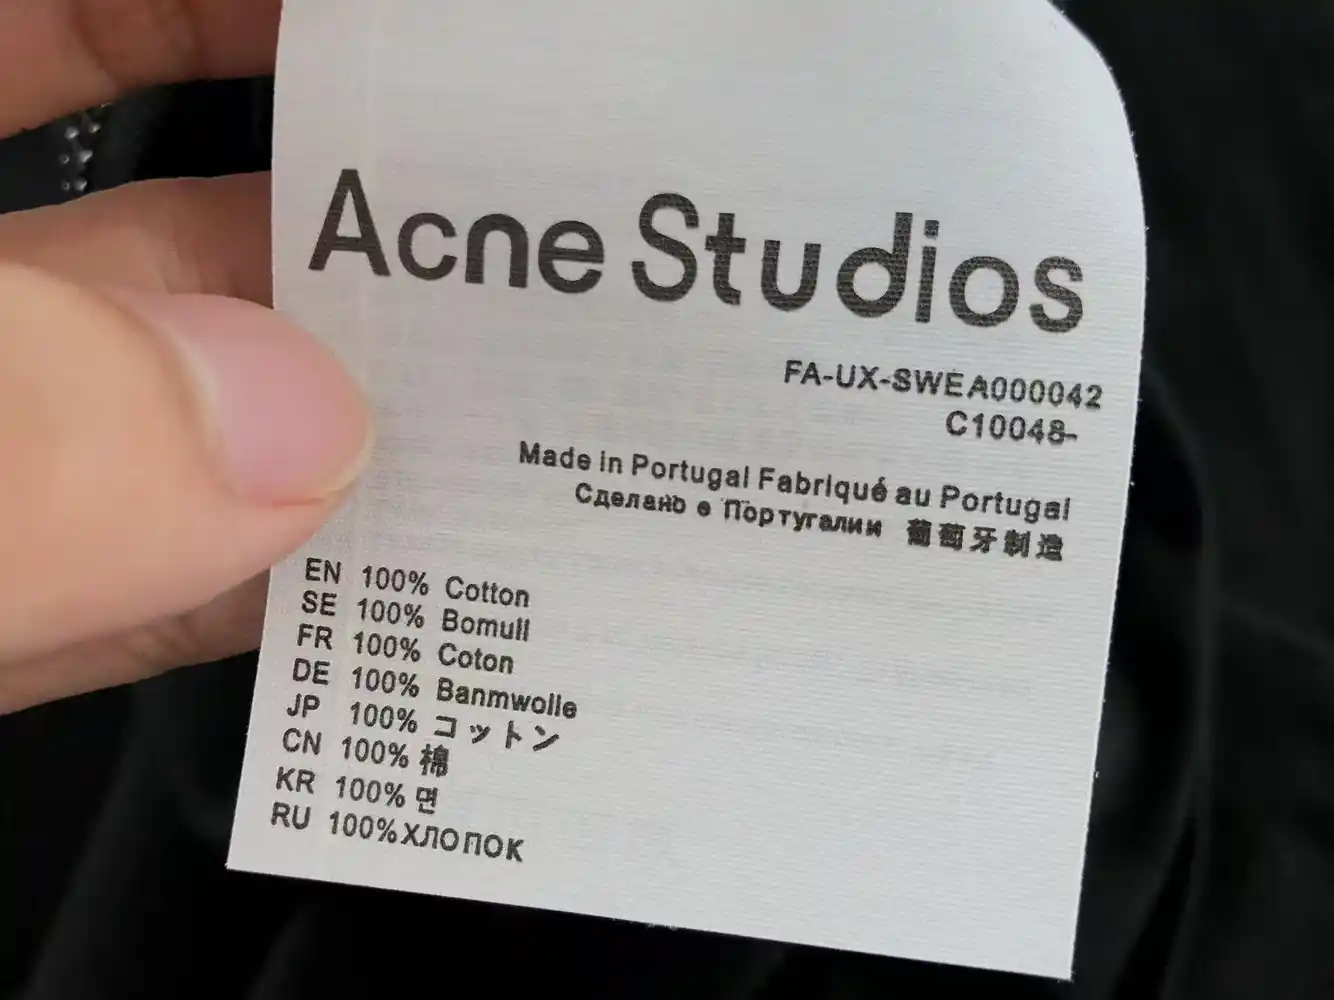 Acne Studios
FA-UX-SWEA000042
C10048-
Made in Portugal Fabriqué au Portugal
Сделано в Португалии 葡萄牙制造
EN 100% Cotton
SE 100% Bomull
FR 100% Coton
DE 100% Banmwolle
JP 100% コットン
CN 100% 棉
KR 100% 면
RU 100% ХЛОПОК